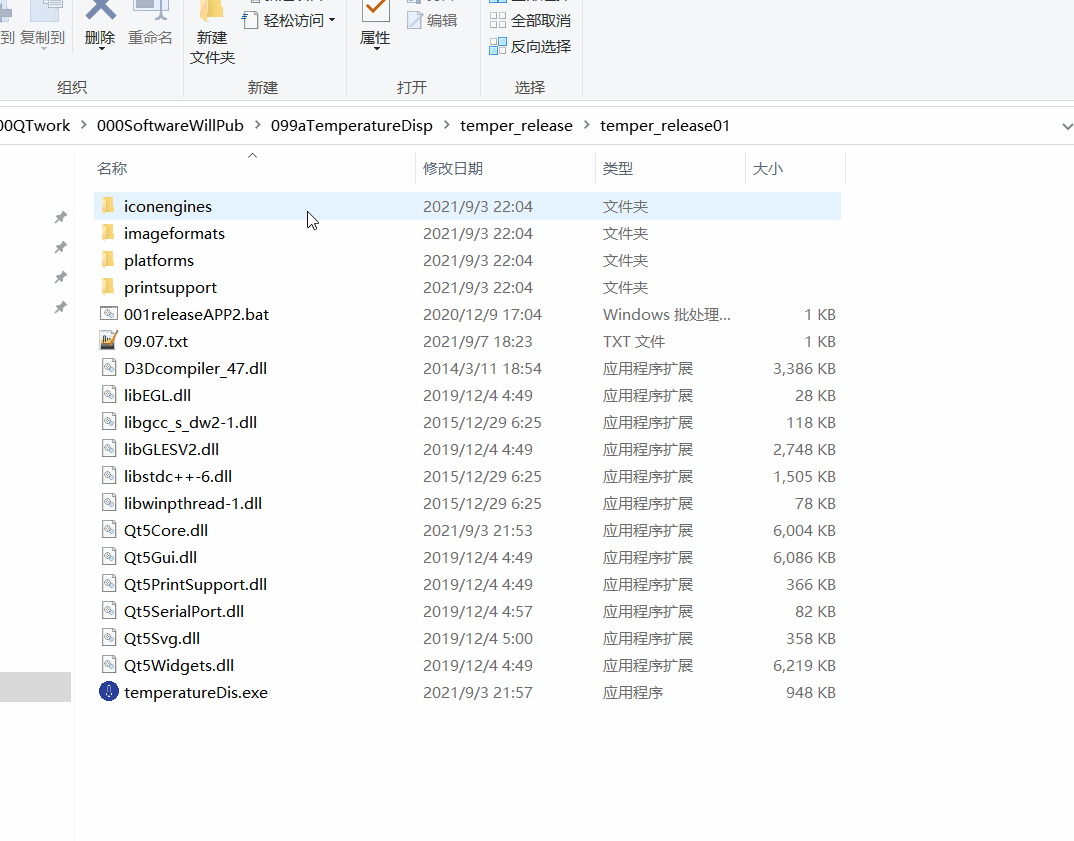 轻松访问
全部取消
到 复制到 删除 重命名 新建 文件夹 属性 编辑 反向选择
组织 新建 打开 选择
00QTwork 000SoftwareWillPub 099aTemperatureDisp temper_release temper_release01
名称 修改日期 类型 大小
iconengines 2021/9/3 22:04 文件夹
imageformats 2021/9/3 22:04 文件夹
platforms 2021/9/3 22:04 文件夹
printsupport 2021/9/3 22:04 文件夹
001releaseAPP2.bat 2020/12/9 17:04 Windows 批处理... 1 KB
09.07.txt 2021/9/7 18:23 TXT 文件 1 KB
D3Dcompiler_47.dll 2014/3/11 18:54 应用程序扩展 3,386 KB
libEGL.dll 2019/12/4 4:49 应用程序扩展 28 KB
libgcc_s_dw2-1.dll 2015/12/29 6:25 应用程序扩展 118 KB
libGLESV2.dll 2019/12/4 4:49 应用程序扩展 2,748 KB
libstdc++-6.dll 2015/12/29 6:25 应用程序扩展 1,505 KB
libwinpthread-1.dll 2015/12/29 6:25 应用程序扩展 78 KB
Qt5Core.dll 2021/9/3 21:53 应用程序扩展 6,004 KB
Qt5Gui.dll 2019/12/4 4:49 应用程序扩展 6,086 KB
Qt5PrintSupport.dll 2019/12/4 4:49 应用程序扩展 366 KB
Qt5SerialPort.dll 2019/12/4 4:57 应用程序扩展 82 KB
Qt5Svg.dll 2019/12/4 5:00 应用程序扩展 358 KB
Qt5Widgets.dll 2019/12/4 4:49 应用程序扩展 6,219 KB
temperatureDis.exe 2021/9/3 21:57 应用程序 948 KB